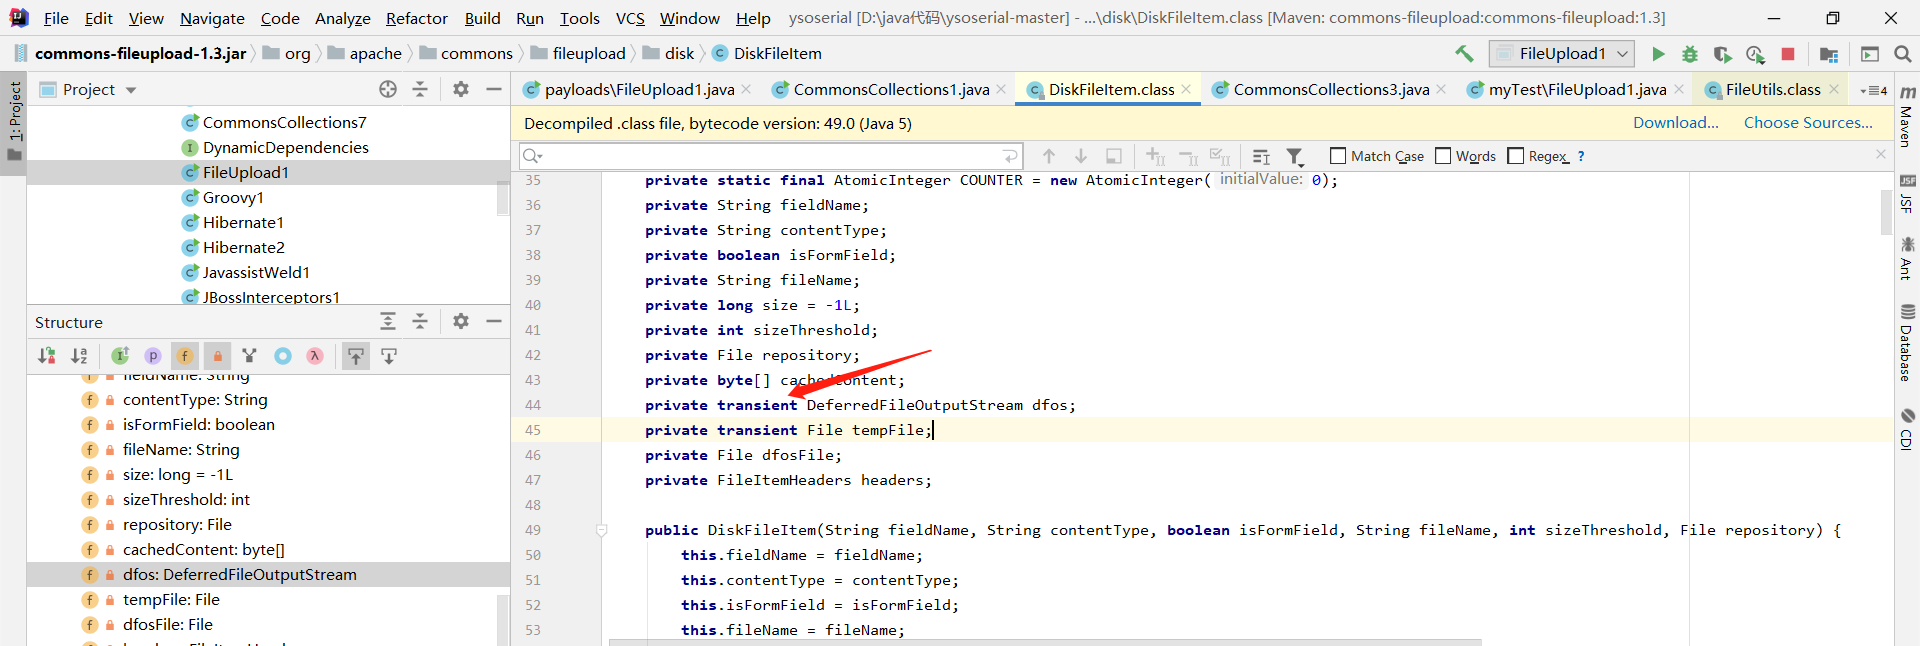 File Edit View Navigate Code Analyze Refactor Build Run Tools VCS Window Help ysoserial [D:\java代码\ysoserial-master] - ...\disk\DiskFileItem.class [Maven: commons-fileupload:commons-fileupload:1.3]
commons-fileupload-1.3.jar org apache commons fileupload disk DiskFileItem FileUpload1
1: Project
Project
CommonsCollections7
DynamicDependencies
FileUpload1
Groovy1
Hibernate1
Hibernate2
JavassistWeld1
JBossInterceptors1
Structure
fieldName: String
contentType: String
isFormField: boolean
fileName: String
size: long = -1L
sizeThreshold: int
repository: File
cachedContent: byte[]
dfos: DeferredFileOutputStream
tempFile: File
dfosFile: File
payloads\FileUpload1.java CommonsCollections1.java DiskFileItem.class CommonsCollections3.java myTest\FileUpload1.java FileUtils.class 4
Decompiled .class file, bytecode version: 49.0 (Java 5) Download... Choose Sources...
Match Case Words Regex ?
35 private static final AtomicInteger COUNTER = new AtomicInteger( initialValue: 0);
36 private String fieldName;
37 private String contentType;
38 private boolean isFormField;
39 private String fileName;
40 private long size = -1L;
41 private int sizeThreshold;
42 private File repository;
43 private byte[] cachedContent;
44 private transient DeferredFileOutputStream dfos;
45 private transient File tempFile;
46 private File dfosFile;
47 private FileItemHeaders headers;
48
49 public DiskFileItem(String fieldName, String contentType, boolean isFormField, String fileName, int sizeThreshold, File repository) {
50 this.fieldName = fieldName;
51 this.contentType = contentType;
52 this.isFormField = isFormField;
53 this.fileName = fileName;
Maven
JSF
Ant
Database
CDI